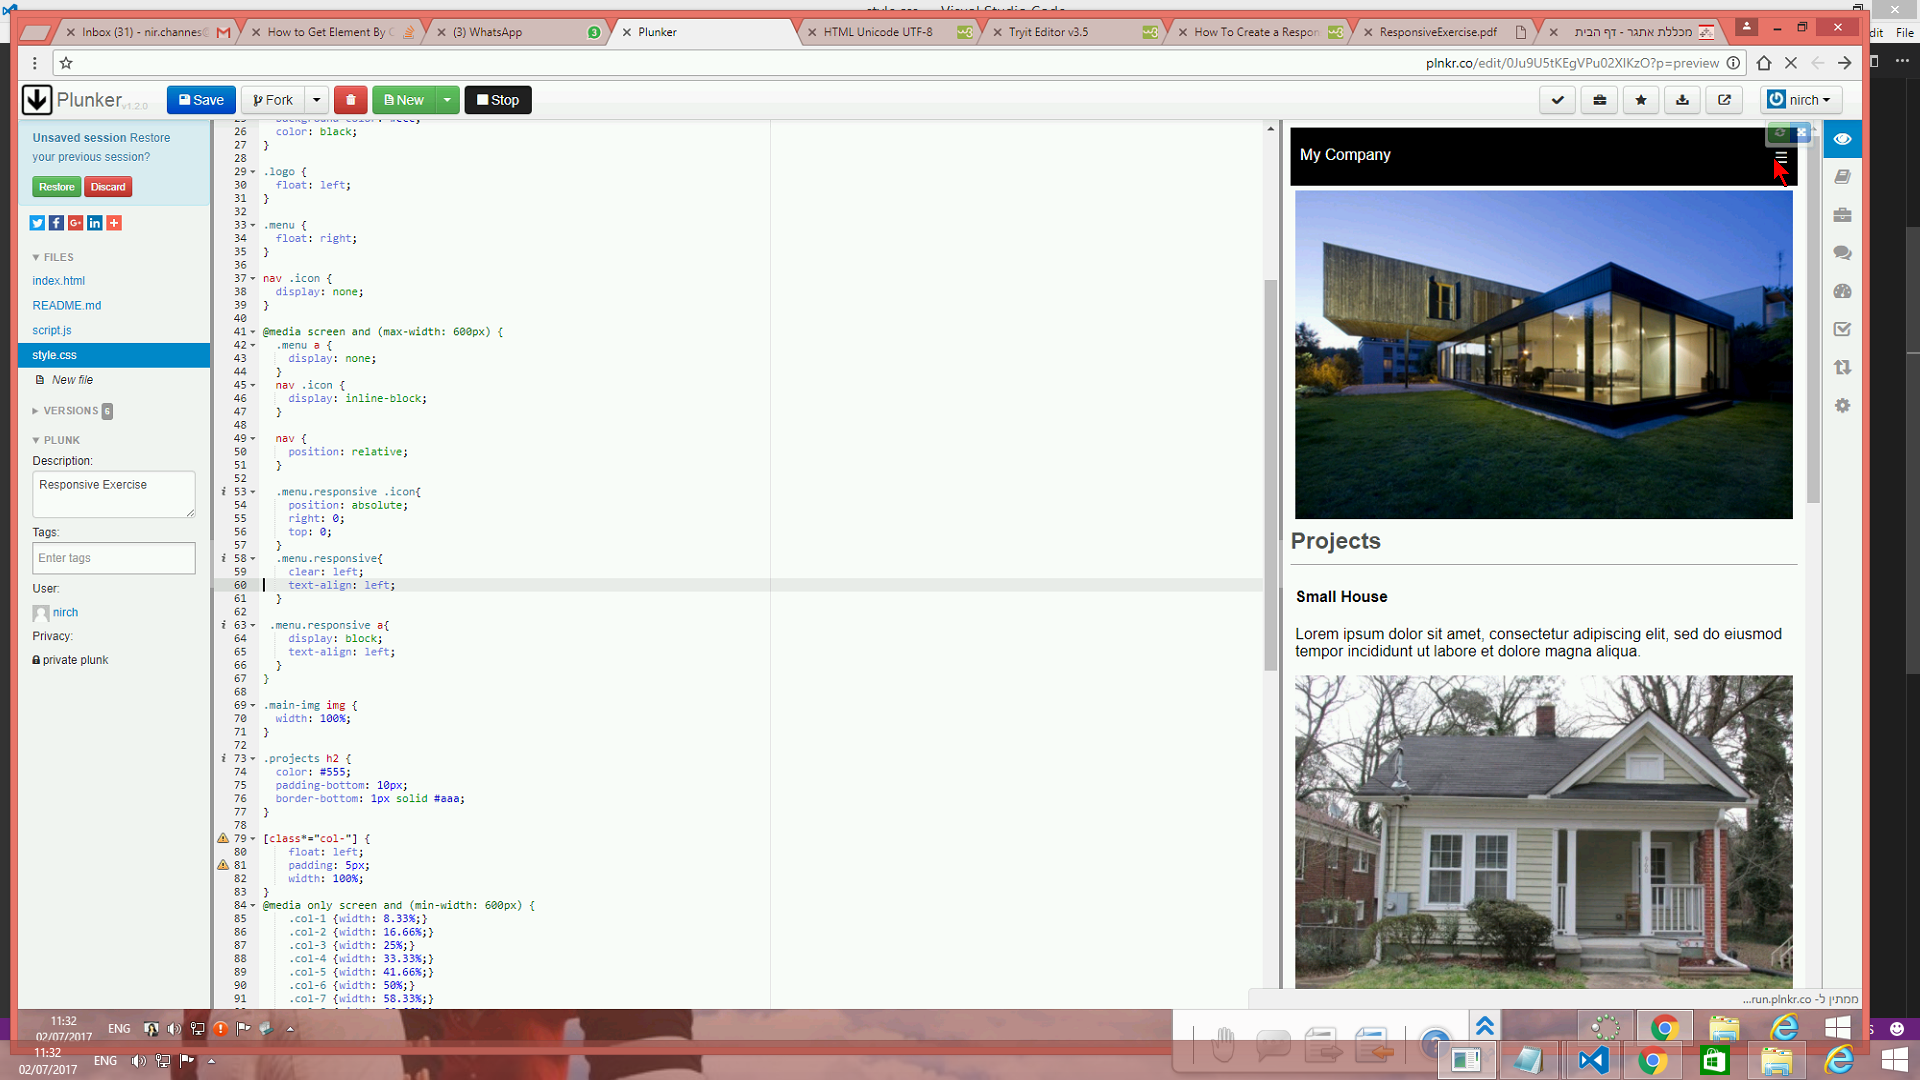 style.css - Visual Studio Code
dit File
Inbox (31) - nir.channes
How to Get Element By C
(3) WhatsApp
3
Plunker
HTML Unicode UTF-8
Tryit Editor v3.5
How To Create a Respon
ResponsiveExercise.pdf
מכללת אתגר - דף הבית
plnkr.co/edit/0Ju9U5tKEgVPu02XlKzO?p=preview
Plunker v1.2.0
Save
Fork
New
Stop
nirch
Unsaved session Restore
your previous session?
Restore
Discard
FILES
index.html
README.md
script.js
style.css
New file
VERSIONS 6
PLUNK
Description:
Responsive Exercise
Tags:
Enter tags
User:
nirch
Privacy:
private plunk
26 color: black;
27 }
28
29 .logo {
30 float: left;
31 }
32
33 .menu {
34 float: right;
35 }
36
37 nav .icon {
38 display: none;
39 }
40
41 @media screen and (max-width: 600px) {
42 .menu a {
43 display: none;
44 }
45 nav .icon {
46 display: inline-block;
47 }
48
49 nav {
50 position: relative;
51 }
52
53 .menu.responsive .icon{
54 position: absolute;
55 right: 0;
56 top: 0;
57 }
58 .menu.responsive{
59 clear: left;
60 text-align: left;
61 }
62
63 .menu.responsive a{
64 display: block;
65 text-align: left;
66 }
67 }
68
69 .main-img img {
70 width: 100%;
71 }
72
73 .projects h2 {
74 color: #555;
75 padding-bottom: 10px;
76 border-bottom: 1px solid #aaa;
77 }
78
79 [class*="col-"] {
80 float: left;
81 padding: 5px;
82 width: 100%;
83 }
84 @media only screen and (min-width: 600px) {
85 .col-1 {width: 8.33%;}
86 .col-2 {width: 16.66%;}
87 .col-3 {width: 25%;}
88 .col-4 {width: 33.33%;}
89 .col-5 {width: 41.66%;}
90 .col-6 {width: 50%;}
91 .col-7 {width: 58.33%;}
My Company
Projects
Small House
Lorem ipsum dolor sit amet, consectetur adipiscing elit, sed do eiusmod
tempor incididunt ut labore et dolore magna aliqua.
ממתין ל- run.plnkr.co...
11:32
02/07/2017
ENG
11:32
02/07/2017
ENG